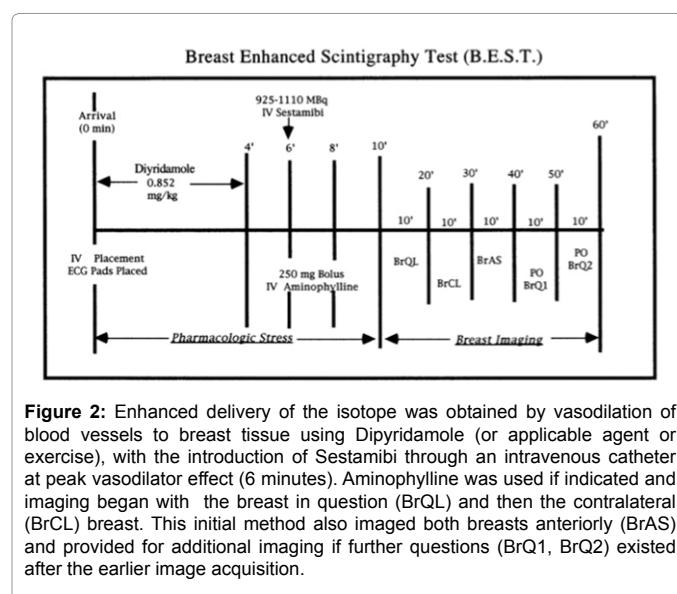 Breast Enhanced Scintigraphy Test (B.E.S.T.)
925-1110 MBq
IV Sestamibi
Arrival
(0 min)
4'
6'
8'
10'
60'
Diyridamole
0.852
mg/kg
20'
30'
40'
50'
10'
10'
10'
10'
10'
IV Placement
ECG Pads Placed
250 mg Bolus
IV Aminophylline
BrQL
BrCL
BrAS
PO
BrQ1
PO
BrQ2
Pharmacologic Stress
Breast Imaging
Figure 2: Enhanced delivery of the isotope was obtained by vasodilation of
blood vessels to breast tissue using Dipyridamole (or applicable agent or
exercise), with the introduction of Sestamibi through an intravenous catheter
at peak vasodilator effect (6 minutes). Aminophylline was used if indicated and
imaging began with the breast in question (BrQL) and then the contralateral
(BrCL) breast. This initial method also imaged both breasts anteriorly (BrAS)
and provided for additional imaging if further questions (BrQ1, BrQ2) existed
after the earlier image acquisition.